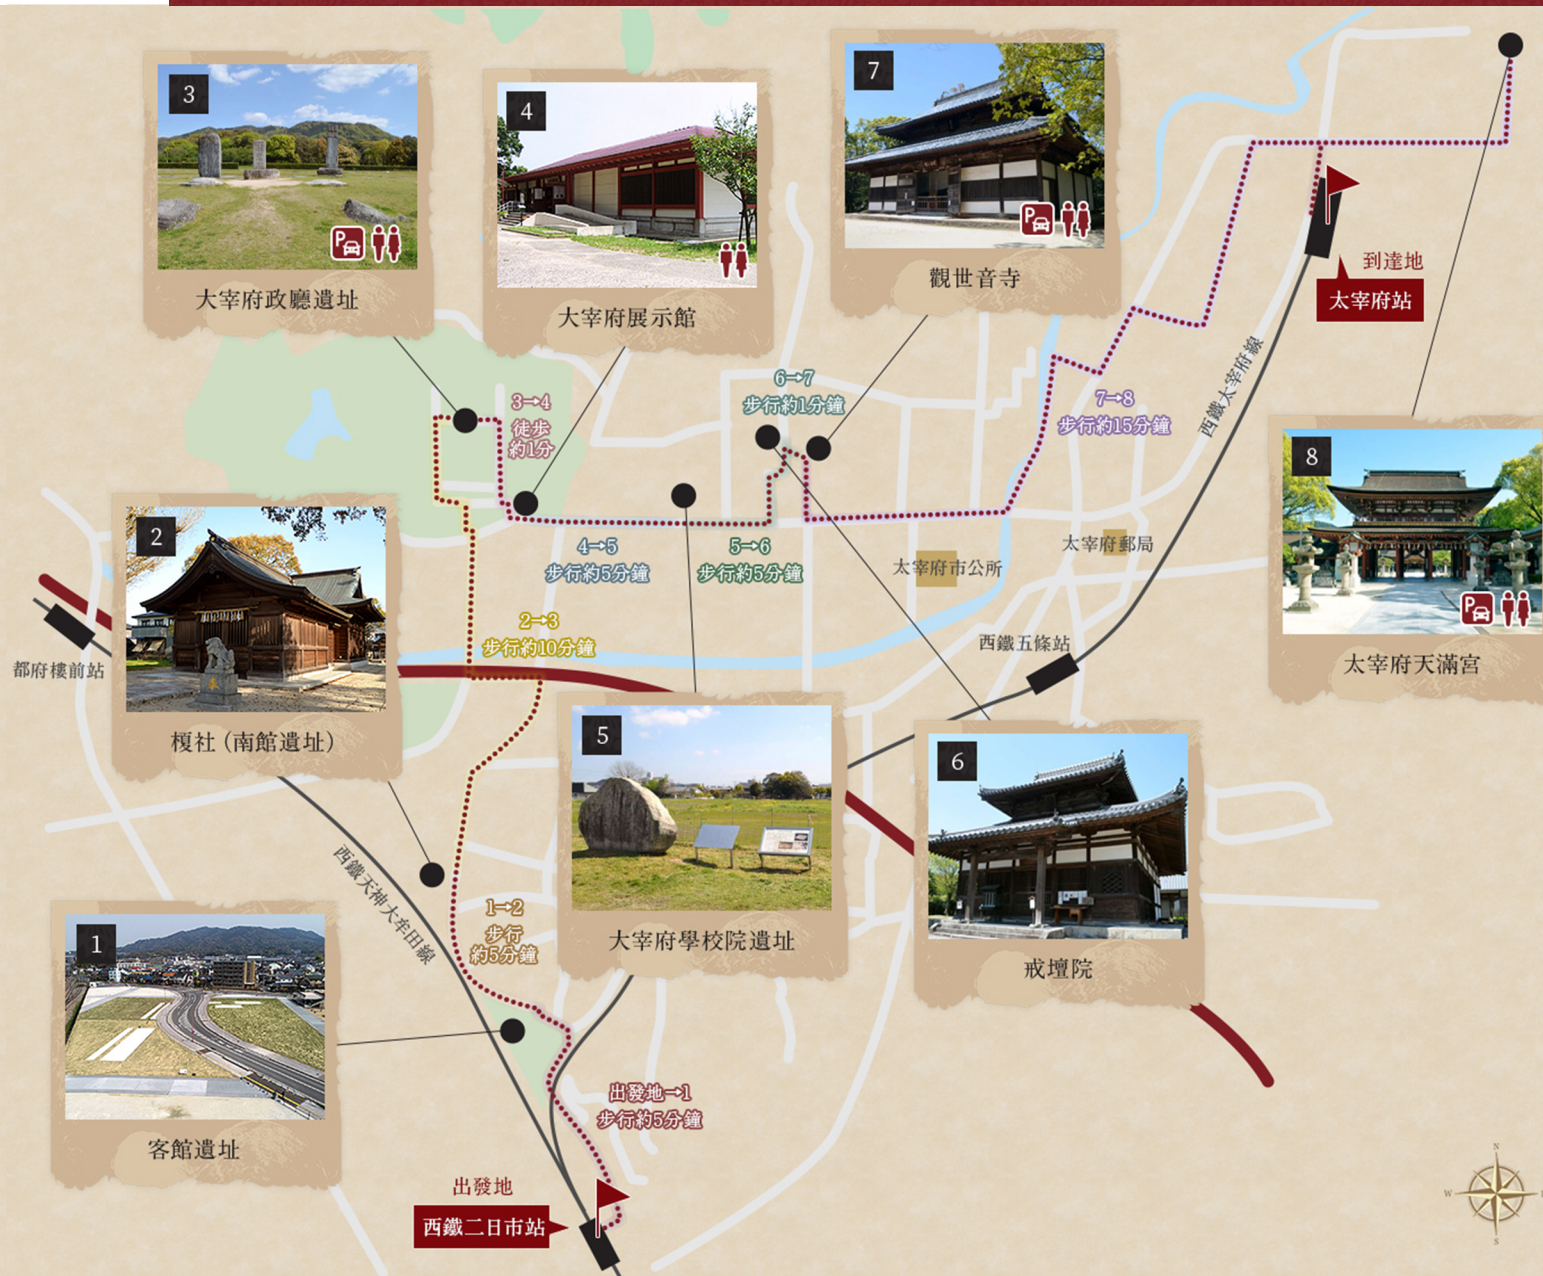 3
大宰府政廳遺址
4
大宰府展示館
7
觀世音寺
到達地
太宰府站
西鐵太宰府線
3→4
徒步
約1分
6→7
步行約1分鐘
7→8
步行約15分鐘
8
太宰府天滿宮
2
榎社（南館遺址）
都府樓前站
4→5
步行約5分鐘
5→6
步行約5分鐘
太宰府市公所
太宰府郵局
2→3
步行約10分鐘
西鐵五條站
5
大宰府學校院遺址
6
戒壇院
西鐵天神大牟田線
1→2
步行
約5分鐘
1
客館遺址
出發地→1
步行約5分鐘
出發地
西鐵二日市站
N
W
S